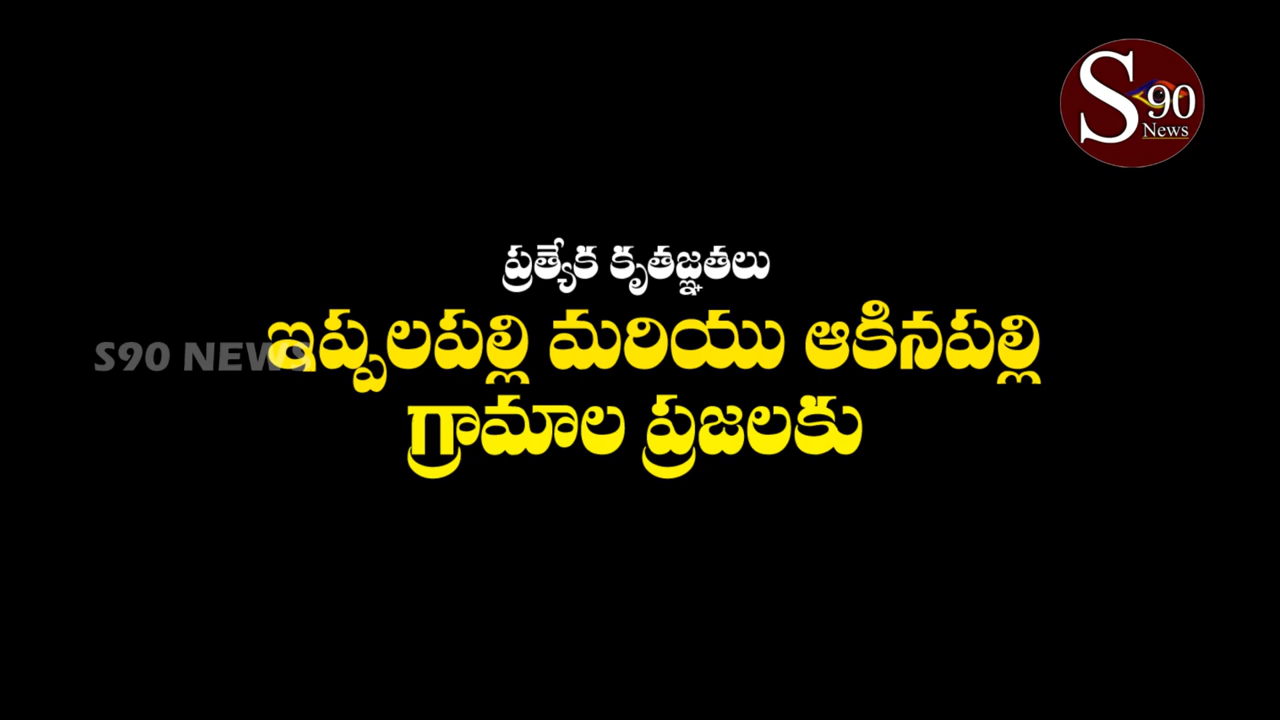 S90
News
ప్రత్యేక కృతజ్ఞతలు
ఇప్పలపల్లి మరియు ఆకినపల్లి
S90 NEWS
గ్రామాల ప్రజలకు